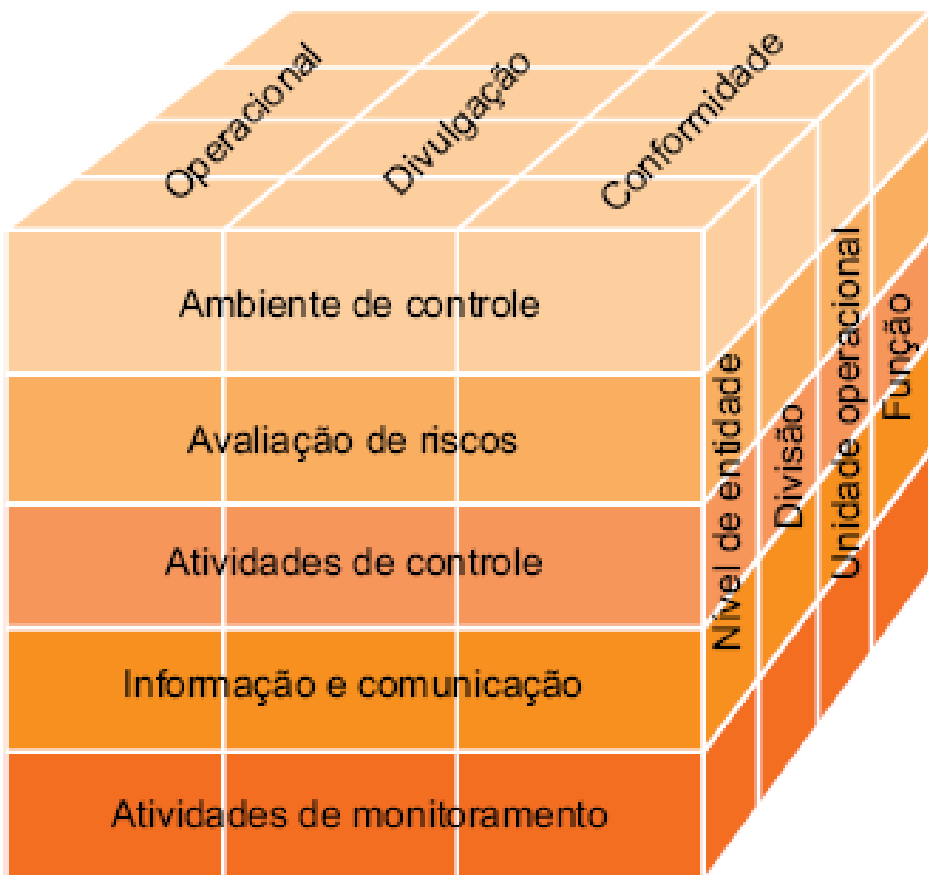 Operacional
Divulgação
Conformidade
Ambiente de controle
Avaliação de riscos
Atividades de controle
Informação e comunicação
Atividades de monitoramento
Nível de entidade
Divisão
Unidade operacional
Função